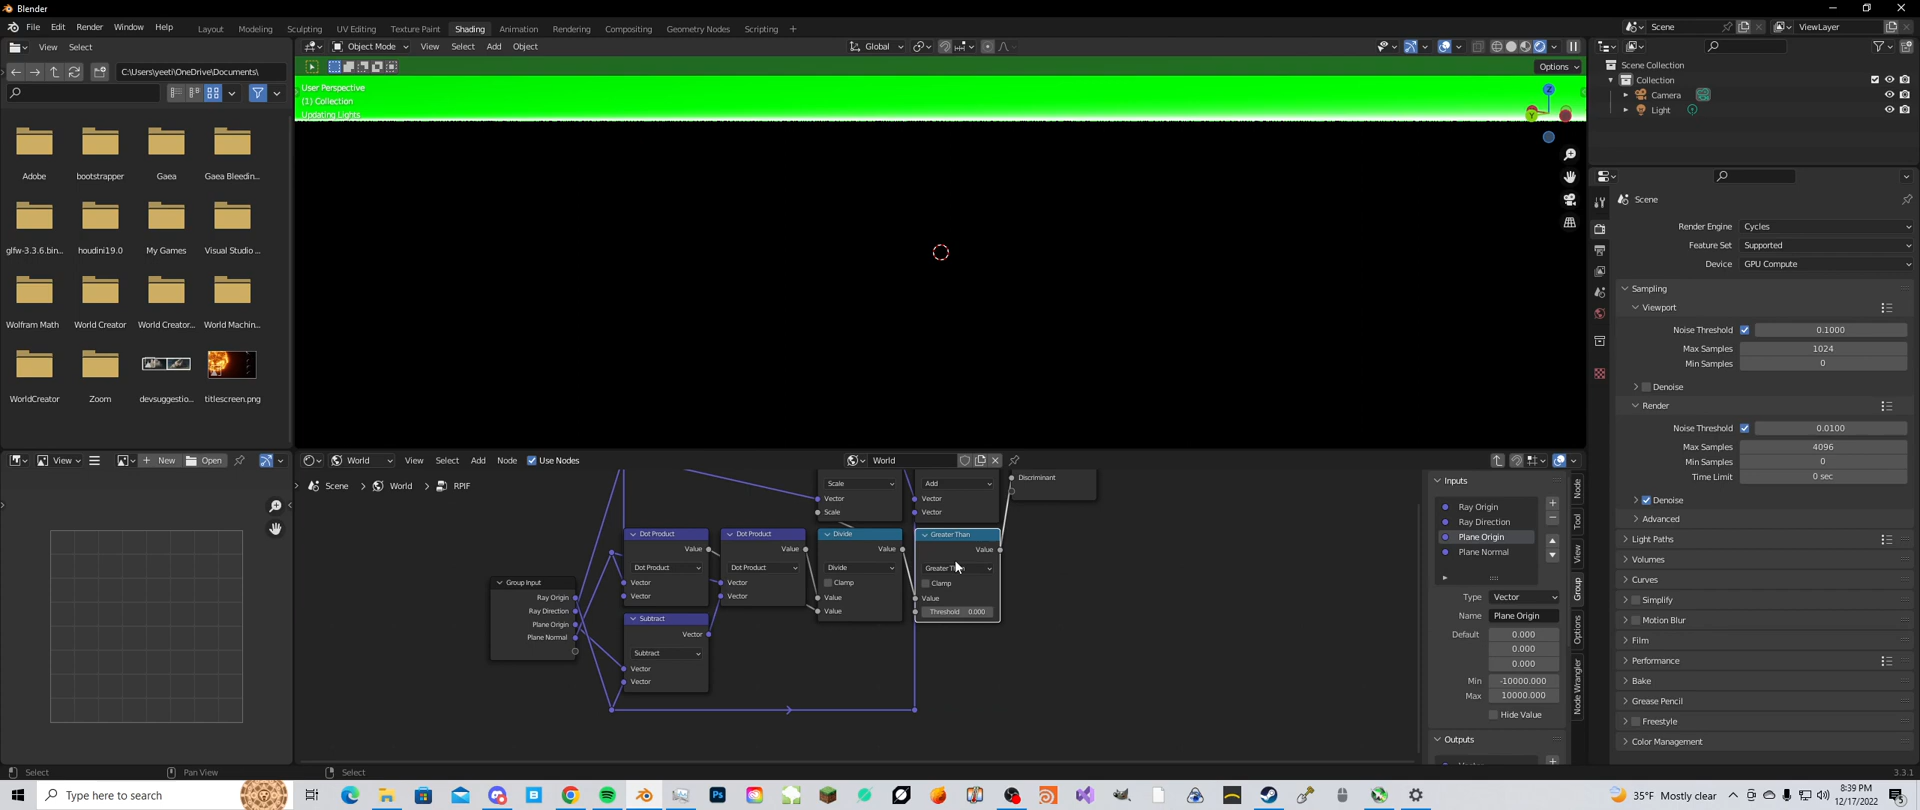 Blender
File Edit Render Window Help
Layout Modeling Sculpting UV Editing Texture Paint Shading Animation Rendering Compositing Geometry Nodes Scripting +
Scene
ViewLayer
View Select
Object Mode View Select Add Object
Global
C:\Users\yeeti\OneDrive\Documents\
Options
User Perspective
(1) Collection
Updating Lights
Z
Y
Scene Collection
Collection
Camera
Light
Adobe
bootstrapper
Gaea
Gaea Bleedin...
glfw-3.3.6.bin...
houdini19.0
My Games
Visual Studio ...
Wolfram Math
World Creator
World Creator...
World Machin...
WorldCreator
Zoom
devsuggestio...
titlescreen.png
Scene
Render Engine Cycles
Feature Set Supported
Device GPU Compute
Sampling
Viewport
Noise Threshold 0.1000
Max Samples 1024
Min Samples 0
Denoise
Render
Noise Threshold 0.0100
Max Samples 4096
Min Samples 0
Time Limit 0 sec
Denoise
Advanced
Light Paths
Volumes
Curves
Simplify
Motion Blur
Film
Performance
Bake
Grease Pencil
Freestyle
Color Management
View
New
Open
World View Select Add Node Use Nodes
World
Scene World RPIF
Group Input
Ray Origin
Ray Direction
Plane Origin
Plane Normal
Dot Product
Value
Dot Product
Vector
Vector
Subtract
Vector
Subtract
Vector
Vector
Dot Product
Value
Dot Product
Vector
Vector
Scale
Vector
Scale
Divide
Value
Divide
Clamp
Value
Value
Add
Vector
Vector
Greater Than
Value
Clamp
Value
Threshold 0.000
Discriminant
Inputs
Ray Origin
Ray Direction
Plane Origin
Plane Normal
Type Vector
Name Plane Origin
Default 0.000
0.000
0.000
Min -10000.000
Max 10000.000
Hide Value
Outputs
Node
Tool
View
Group
Options
Node Wrangler
Select
Pan View
Select
3.3.1
Type here to search
35°F Mostly clear
8:39 PM
12/17/2022